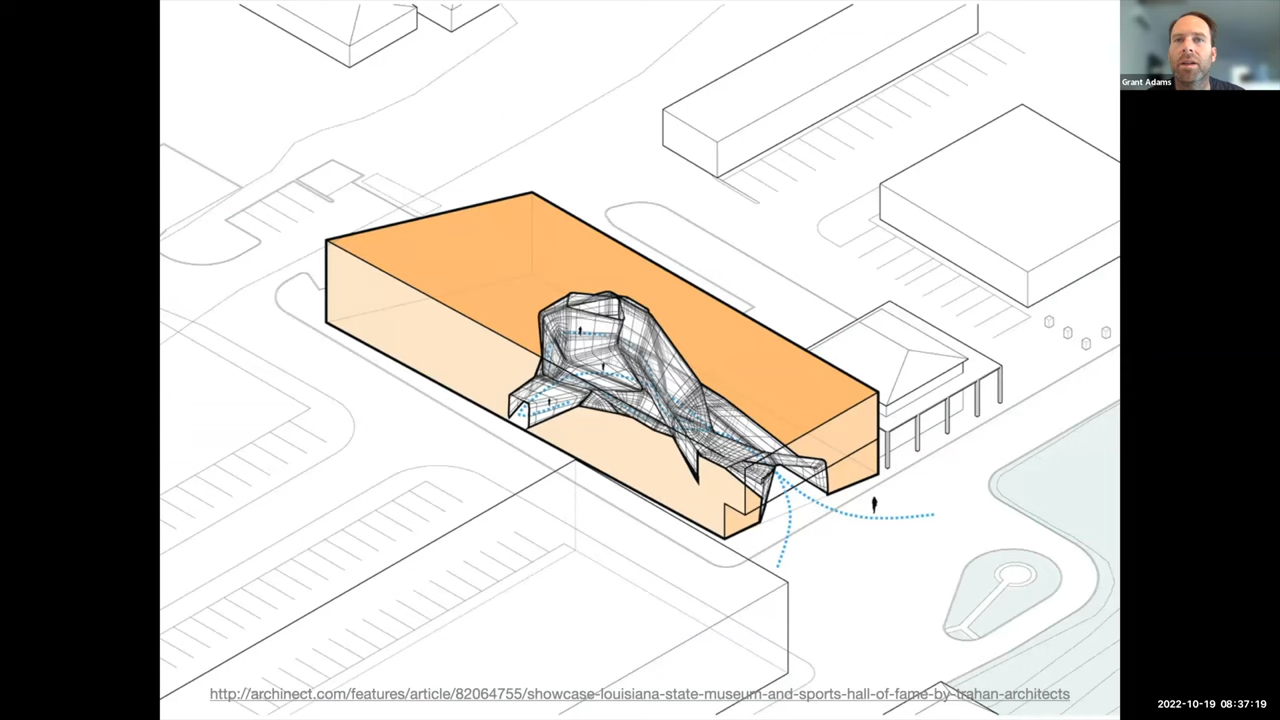 Grant Adams
http://archinect.com/features/article/82064755/showcase-louisiana-state-museum-and-sports-hall-of-fame-by-trahan-architects
2022-10-19 08:37:19